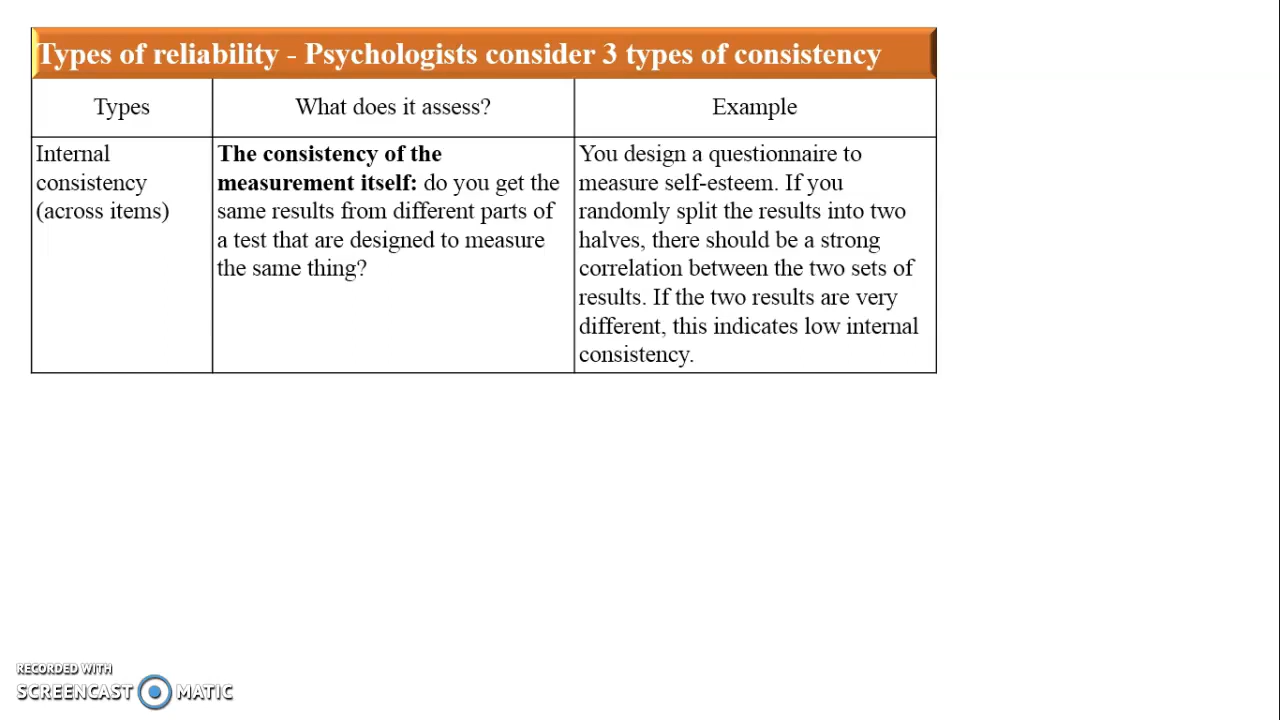 Types of reliability - Psychologists consider 3 types of consistency
Types
What does it assess?
Example
Internal
consistency
(across items)
The consistency of the
measurement itself: do you get the
same results from different parts of
a test that are designed to measure
the same thing?
You design a questionnaire to
measure self-esteem. If you
randomly split the results into two
halves, there should be a strong
correlation between the two sets of
results. If the two results are very
different, this indicates low internal
consistency.
RECORDED WITH
SCREENCAST MATIC